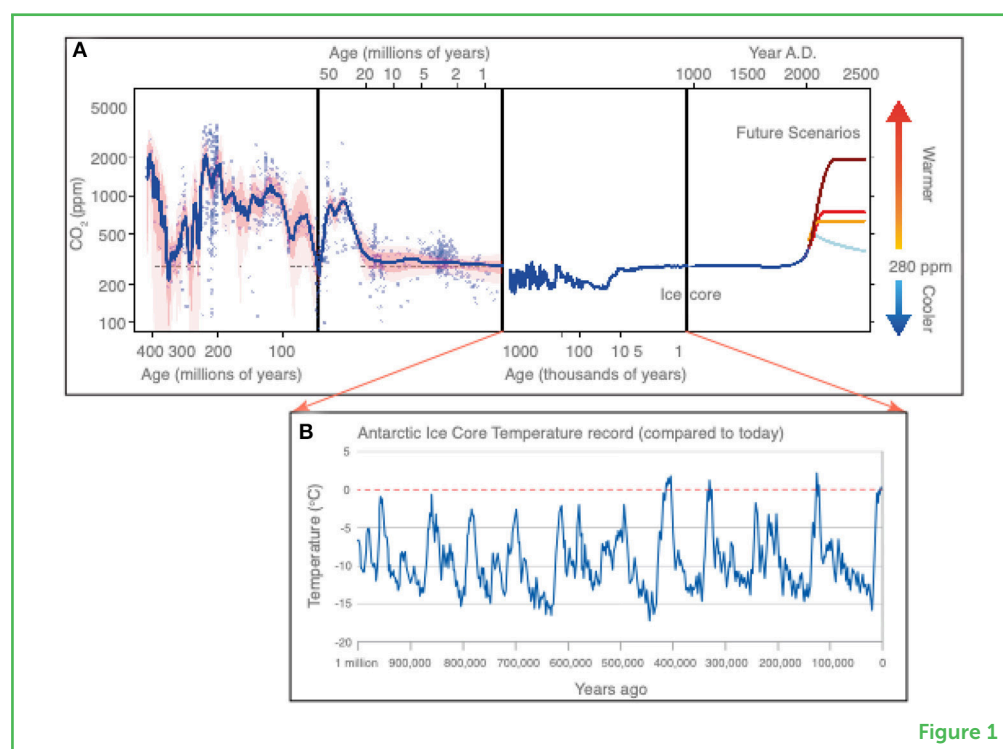 A
Age (millions of years)
50 20 10 5 2 1
Year A.D.
1000 1500 2000 2500
CO2 (ppm)
5000
2000
1000
500
200
100
Future Scenarios
Ice core
Warmer
280 ppm
Cooler
400 300 200 100
Age (millions of years)
1000 100 10 5 1
Age (thousands of years)
B
Antarctic Ice Core Temperature record (compared to today)
Temperature (°C)
5
0
-5
-10
-15
-20
1 million 900,000 800,000 700,000 600,000 500,000 400,000 300,000 200,000 100,000 0
Years ago
Figure 1